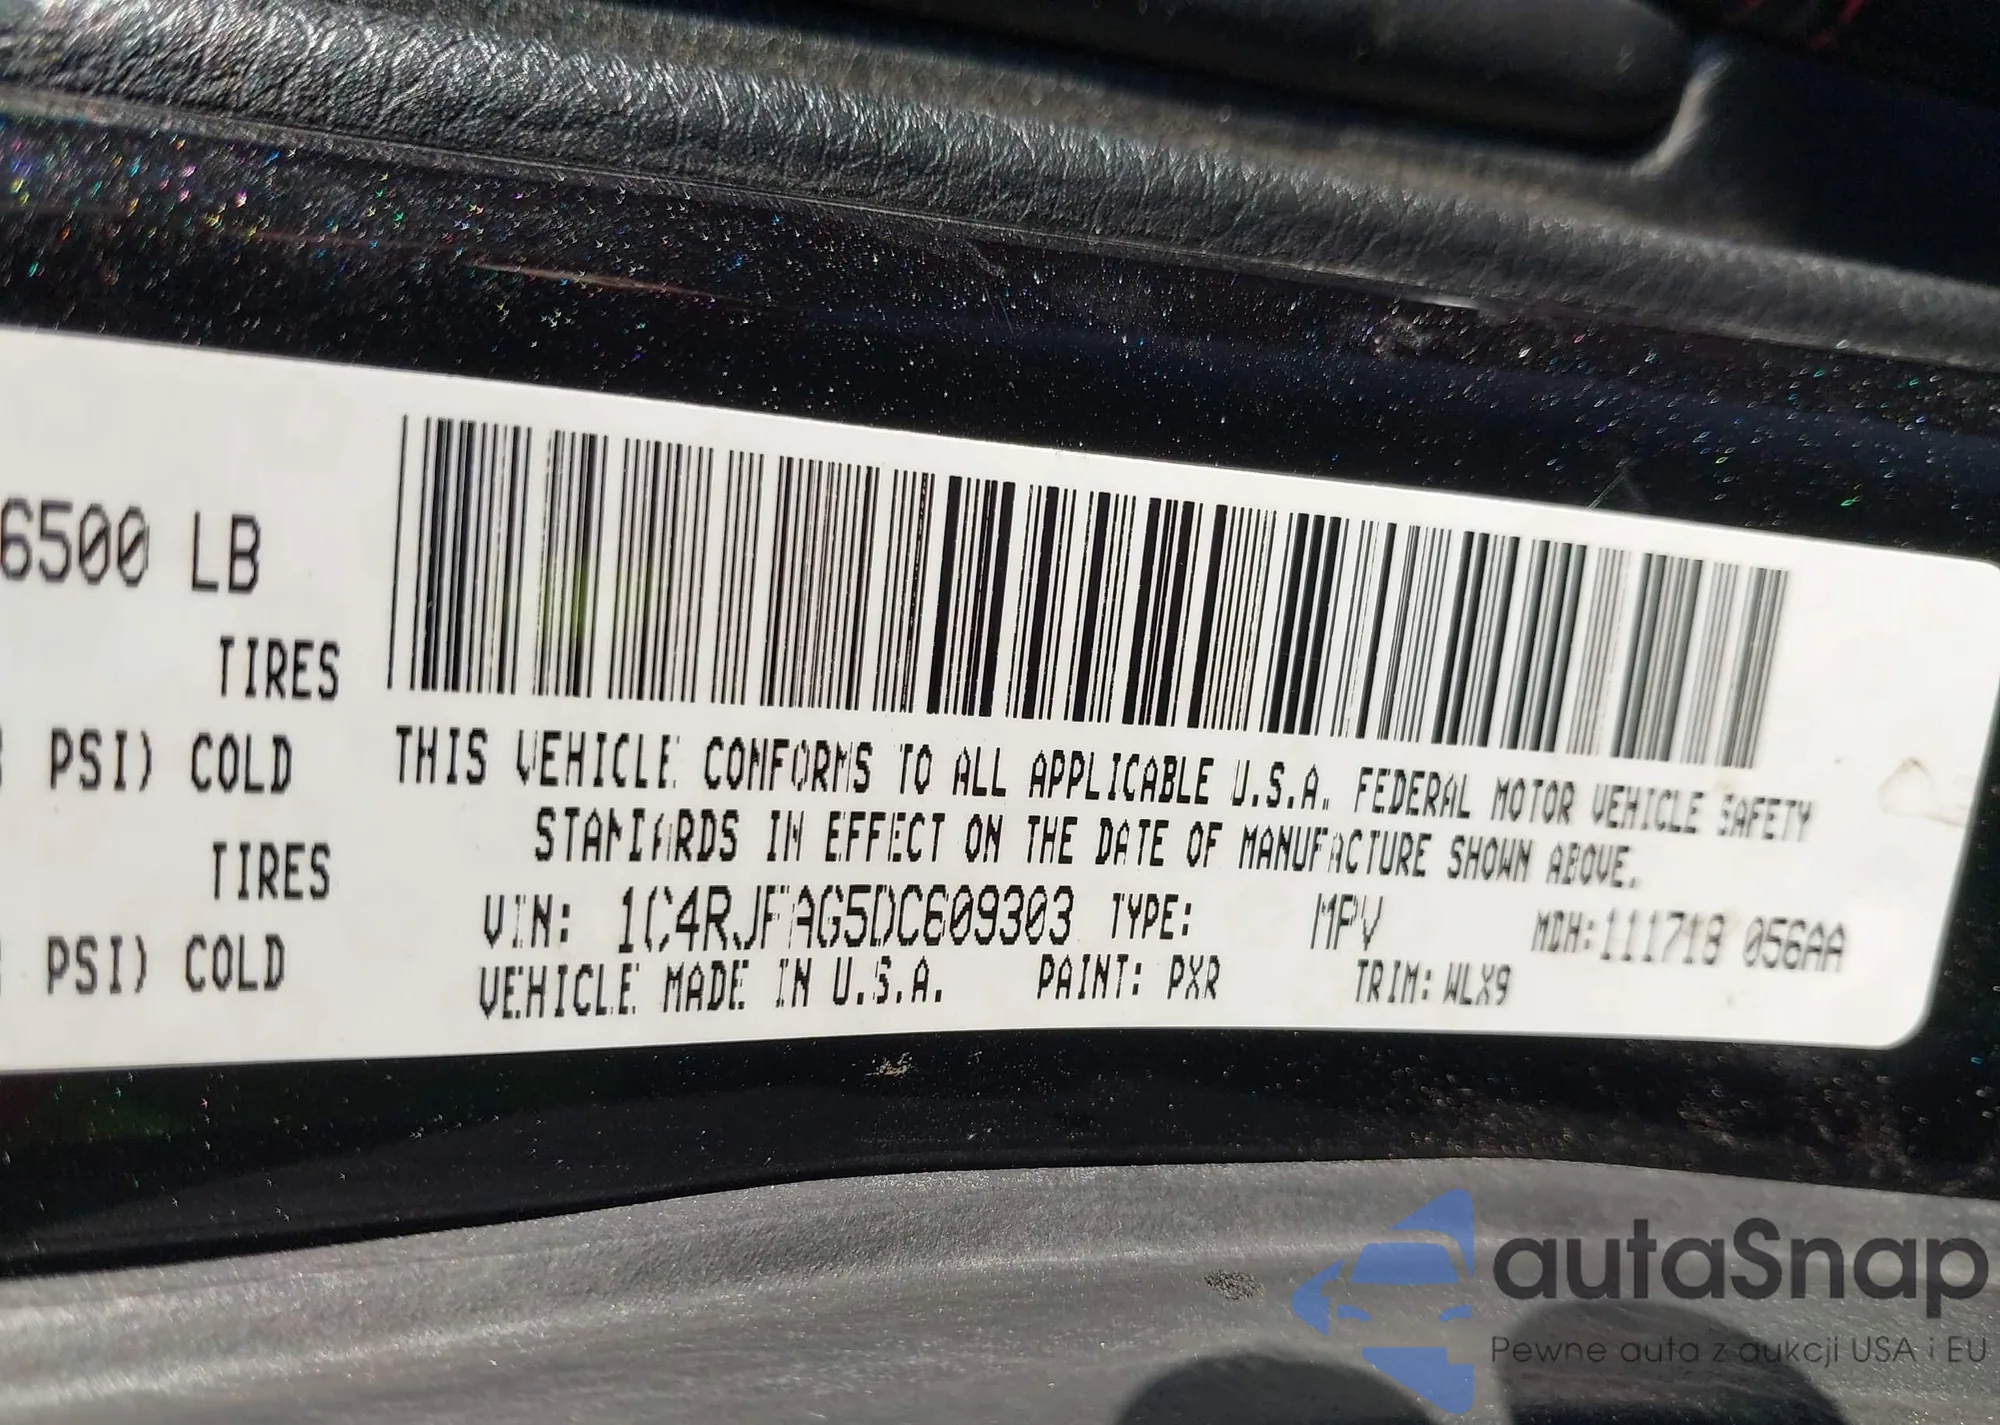 6500 LB
TIRES
PSI) COLD
TIRES
PSI) COLD
THIS VEHICLE CONFORMS TO ALL APPLICABLE U.S.A. FEDERAL MOTOR VEHICLE SAFETY
STANDARDS IN EFFECT ON THE DATE OF MANUFACTURE SHOWN ABOVE.
VIN: 1C4RJFAG5DC609303 TYPE: MPV MDH:111718 056AA
VEHICLE MADE IN U.S.A. PAINT: PXR TRIM: WLX9
autaSnap
Pewne auta z aukcji USA i EU